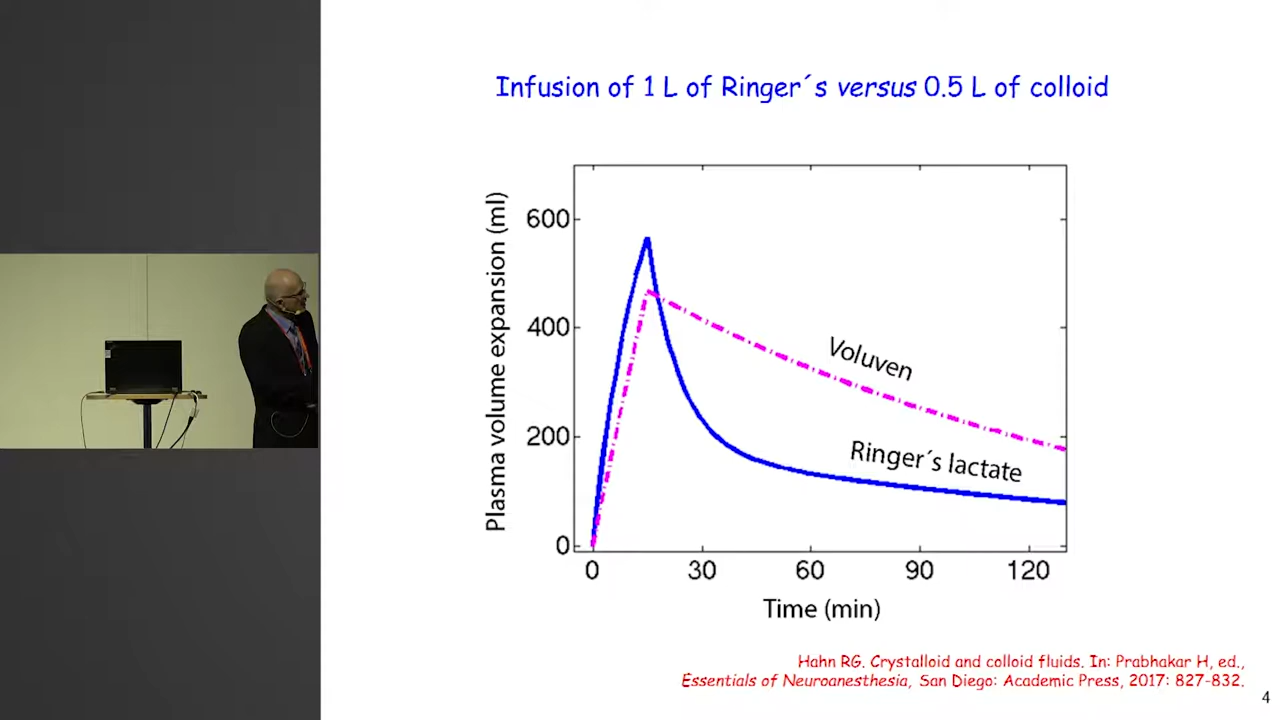 Infusion of 1 L of Ringer´s versus 0.5 L of colloid
Plasma volume expansion (ml)
600
400
200
0
Voluven
Ringer´s lactate
0 30 60 90 120
Time (min)
Hahn RG. Crystalloid and colloid fluids. In: Prabhakar H, ed.,
Essentials of Neuroanesthesia, San Diego: Academic Press, 2017: 827-832.
4